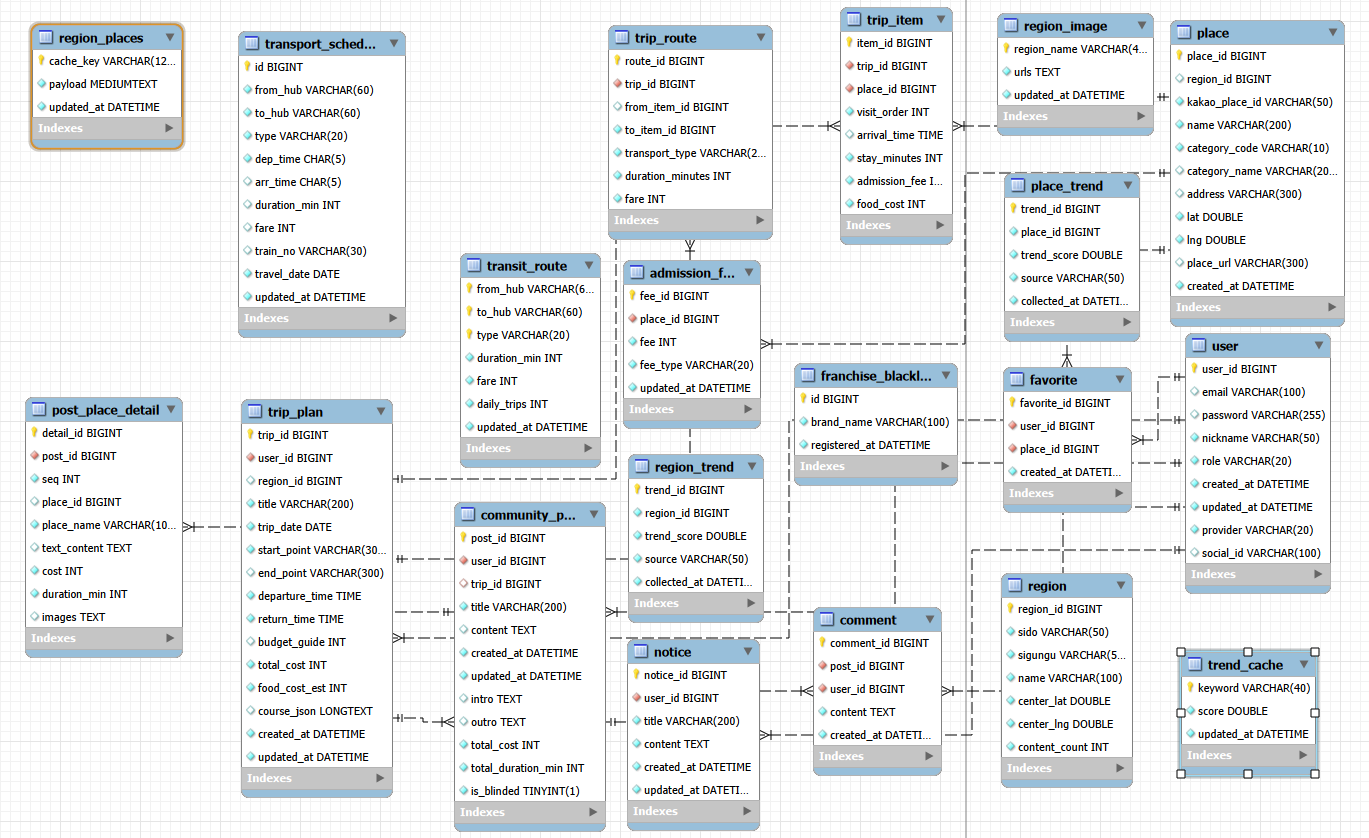 region_places
cache_key VARCHAR(12...
payload MEDIUMTEXT
updated_at DATETIME
Indexes
transport_sched...
id BIGINT
from_hub VARCHAR(60)
to_hub VARCHAR(60)
type VARCHAR(20)
dep_time CHAR(5)
arr_time CHAR(5)
duration_min INT
fare INT
train_no VARCHAR(30)
travel_date DATE
updated_at DATETIME
Indexes
trip_route
route_id BIGINT
trip_id BIGINT
from_item_id BIGINT
to_item_id BIGINT
transport_type VARCHAR(2...
duration_minutes INT
fare INT
Indexes
trip_item
item_id BIGINT
trip_id BIGINT
place_id BIGINT
visit_order INT
arrival_time TIME
stay_minutes INT
admission_fee I...
food_cost INT
Indexes
region_image
region_name VARCHAR(4...
urls TEXT
updated_at DATETIME
Indexes
place
place_id BIGINT
region_id BIGINT
kakao_place_id VARCHAR(50)
name VARCHAR(200)
category_code VARCHAR(10)
category_name VARCHAR(20...
address VARCHAR(300)
lat DOUBLE
lng DOUBLE
place_url VARCHAR(300)
created_at DATETIME
Indexes
place_trend
trend_id BIGINT
place_id BIGINT
trend_score DOUBLE
source VARCHAR(50)
collected_at DATETI...
Indexes
transit_route
from_hub VARCHAR(6...
to_hub VARCHAR(60)
type VARCHAR(20)
duration_min INT
fare INT
daily_trips INT
updated_at DATETIME
Indexes
admission_f...
fee_id BIGINT
place_id BIGINT
fee INT
fee_type VARCHAR(20)
updated_at DATETIME
Indexes
franchise_blackl...
id BIGINT
brand_name VARCHAR(100)
registered_at DATETIME
Indexes
favorite
favorite_id BIGINT
user_id BIGINT
place_id BIGINT
created_at DATETI...
Indexes
user
user_id BIGINT
email VARCHAR(100)
password VARCHAR(255)
nickname VARCHAR(50)
role VARCHAR(20)
created_at DATETIME
updated_at DATETIME
provider VARCHAR(20)
social_id VARCHAR(100)
Indexes
post_place_detail
detail_id BIGINT
post_id BIGINT
seq INT
place_id BIGINT
place_name VARCHAR(10...
text_content TEXT
cost INT
duration_min INT
images TEXT
Indexes
trip_plan
trip_id BIGINT
user_id BIGINT
region_id BIGINT
title VARCHAR(200)
trip_date DATE
start_point VARCHAR(30...
end_point VARCHAR(300)
departure_time TIME
return_time TIME
budget_guide INT
total_cost INT
food_cost_est INT
course_json LONGTEXT
created_at DATETIME
updated_at DATETIME
Indexes
community_p...
post_id BIGINT
user_id BIGINT
trip_id BIGINT
title VARCHAR(200)
content TEXT
created_at DATETIME
updated_at DATETIME
intro TEXT
outro TEXT
total_cost INT
total_duration_min INT
is_blinded TINYINT(1)
Indexes
region_trend
trend_id BIGINT
region_id BIGINT
trend_score DOUBLE
source VARCHAR(50)
collected_at DATETI...
Indexes
notice
notice_id BIGINT
user_id BIGINT
title VARCHAR(200)
content TEXT
created_at DATETIME
updated_at DATETI...
Indexes
comment
comment_id BIGINT
post_id BIGINT
user_id BIGINT
content TEXT
created_at DATETI...
Indexes
region
region_id BIGINT
sido VARCHAR(50)
sigungu VARCHAR(5...
name VARCHAR(100)
center_lat DOUBLE
center_lng DOUBLE
content_count INT
Indexes
trend_cache
keyword VARCHAR(40)
score DOUBLE
updated_at DATETIME
Indexes